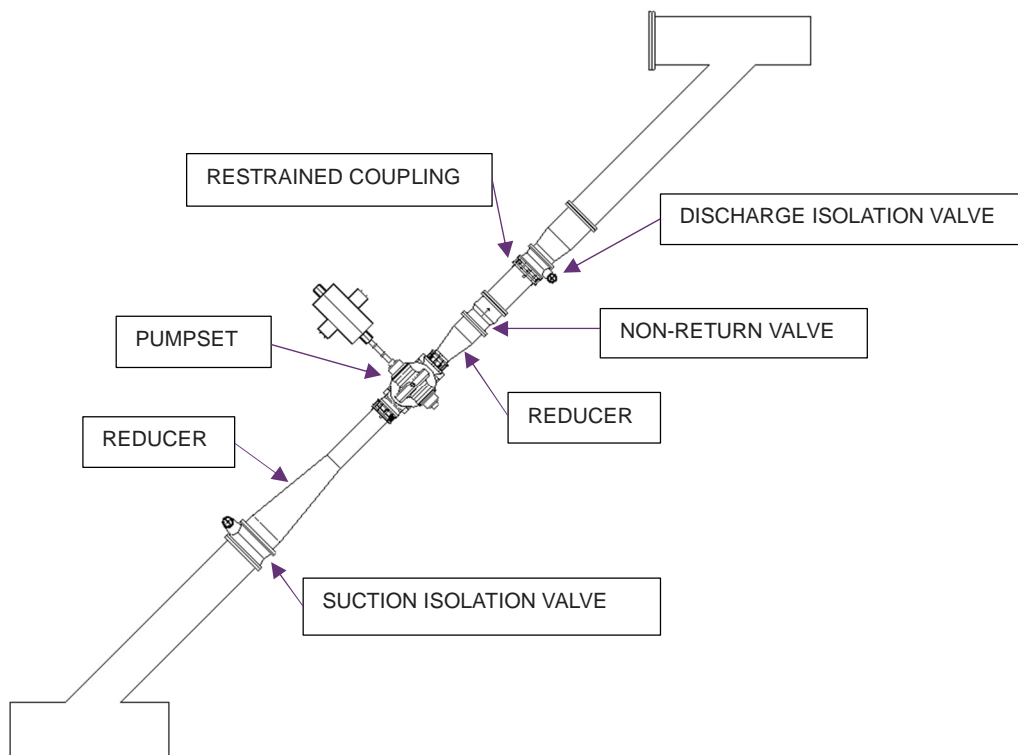 RESTRAINED COUPLING
DISCHARGE ISOLATION VALVE
PUMPSET
NON-RETURN VALVE
REDUCER
REDUCER
SUCTION ISOLATION VALVE